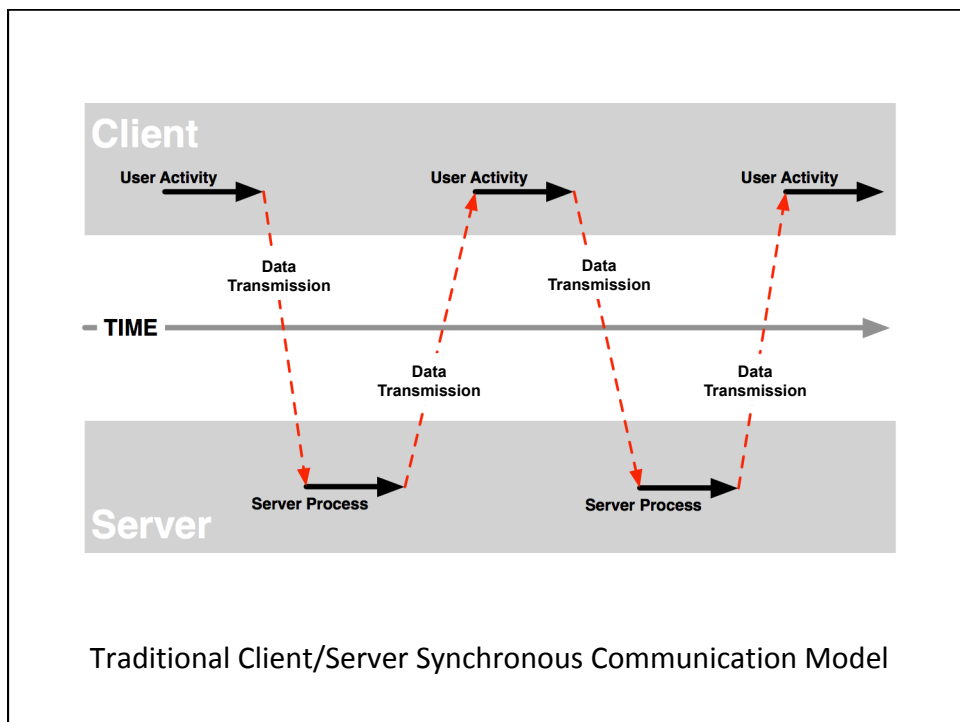 Client
User Activity
User Activity
User Activity
Data
Transmission
Data
Transmission
TIME
Data
Transmission
Data
Transmission
Server Process
Server Process
Server
Traditional Client/Server Synchronous Communication Model